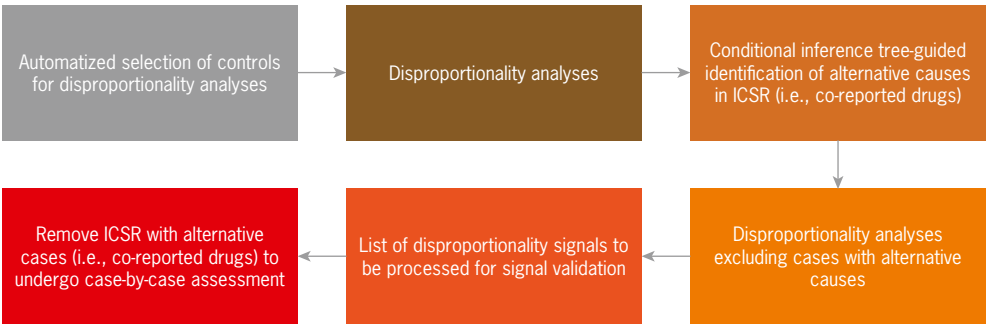 Automatized selection of controls
for disproportionality analyses
Disproportionality analyses
Conditional inference tree-guided
identification of alternative causes
in ICSR (i.e., co-reported drugs)
Disproportionality analyses
excluding cases with alternative
causes
List of disproportionality signals to
be processed for signal validation
Remove ICSR with alternative
cases (i.e., co-reported drugs) to
undergo case-by-case assessment